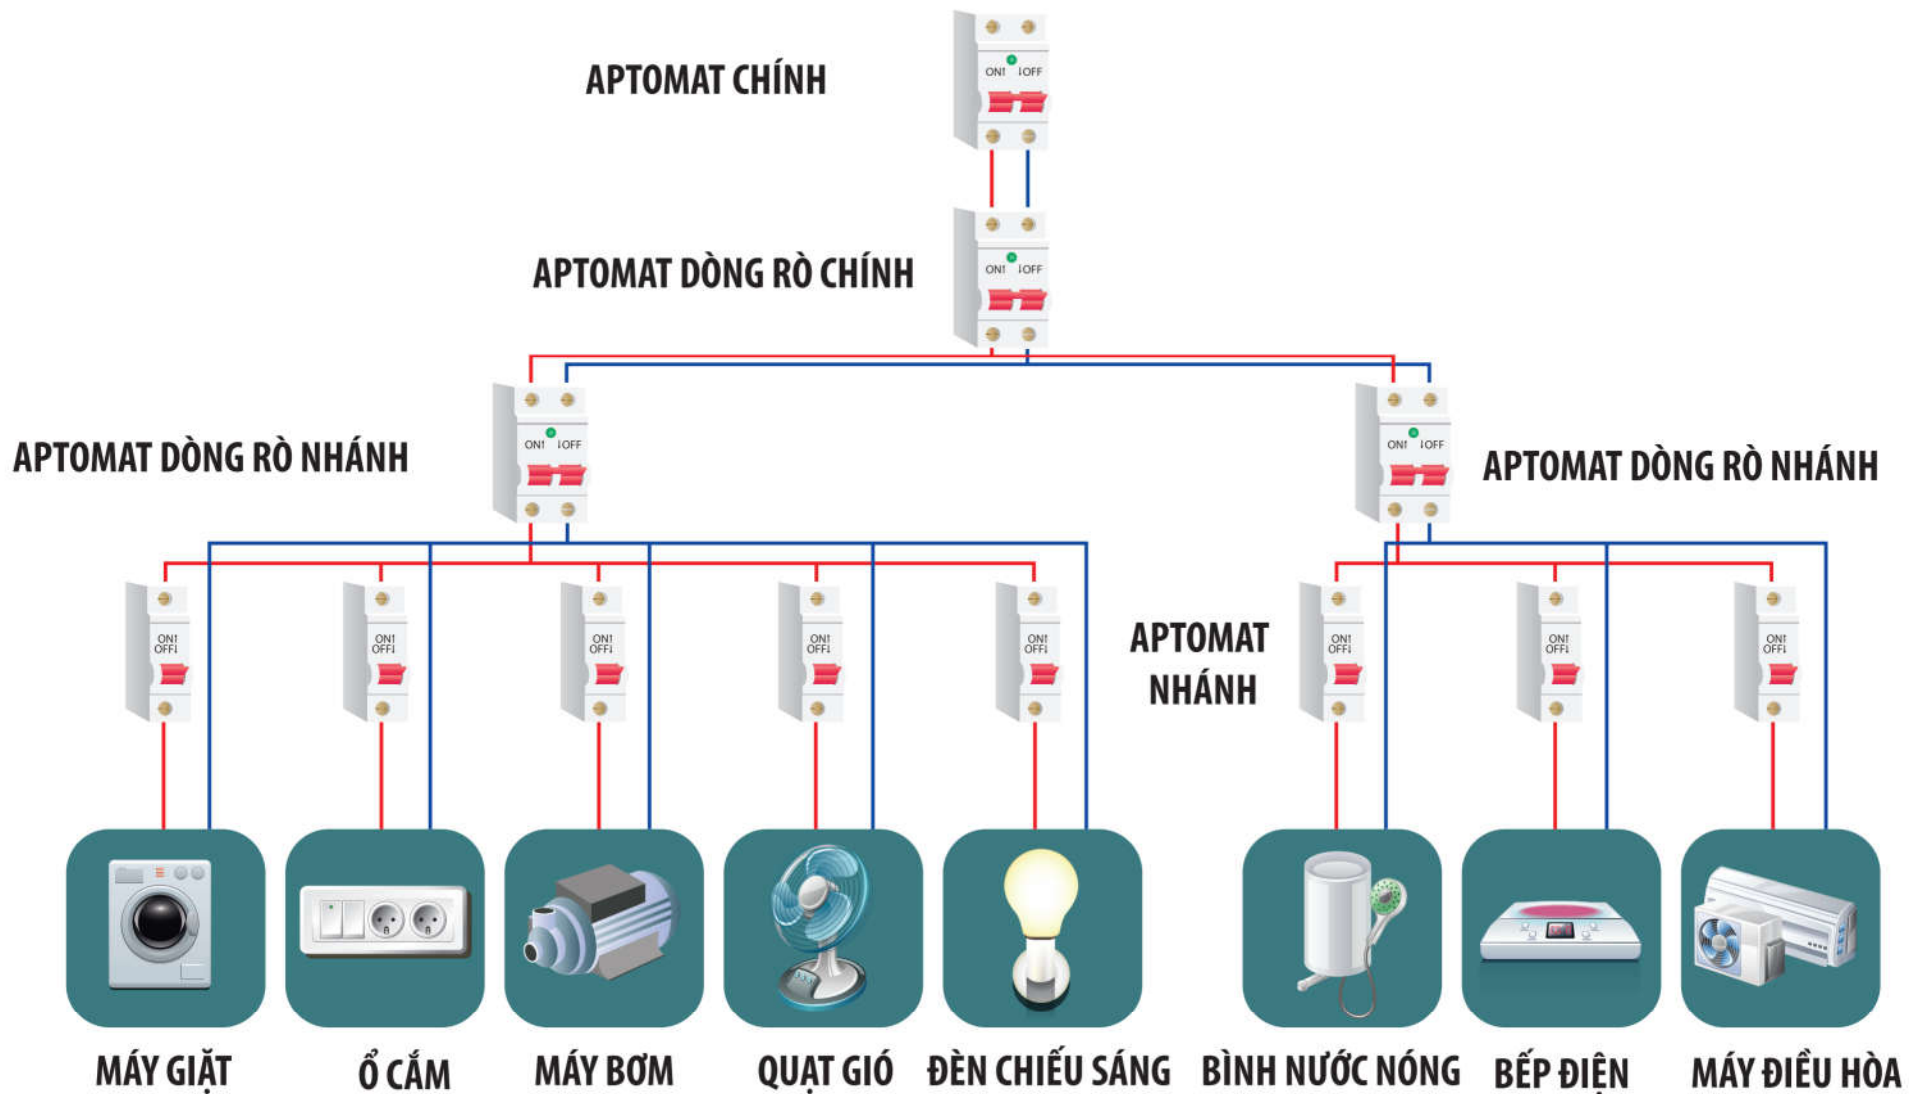 APTOMAT CHÍNH
ON↑ ↓OFF
APTOMAT DÒNG RÒ CHÍNH
ON↑ ↓OFF
APTOMAT DÒNG RÒ NHÁNH
ON↑ ↓OFF
ON↑ ↓OFF
APTOMAT DÒNG RÒ NHÁNH
ON↑
OFF↓
ON↑
OFF↓
ON↑
OFF↓
ON↑
OFF↓
ON↑
OFF↓
APTOMAT
NHÁNH
ON↑
OFF↓
ON↑
OFF↓
ON↑
OFF↓
MÁY GIẶT
Ổ CẮM
MÁY BƠM
QUẠT GIÓ
ĐÈN CHIẾU SÁNG
BÌNH NƯỚC NÓNG
BẾP ĐIỆN
MÁY ĐIỀU HÒA